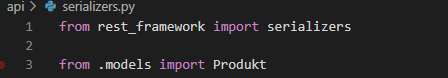 api > serializers.py
1 from rest_framework import serializers
2
3 from .models import Produkt